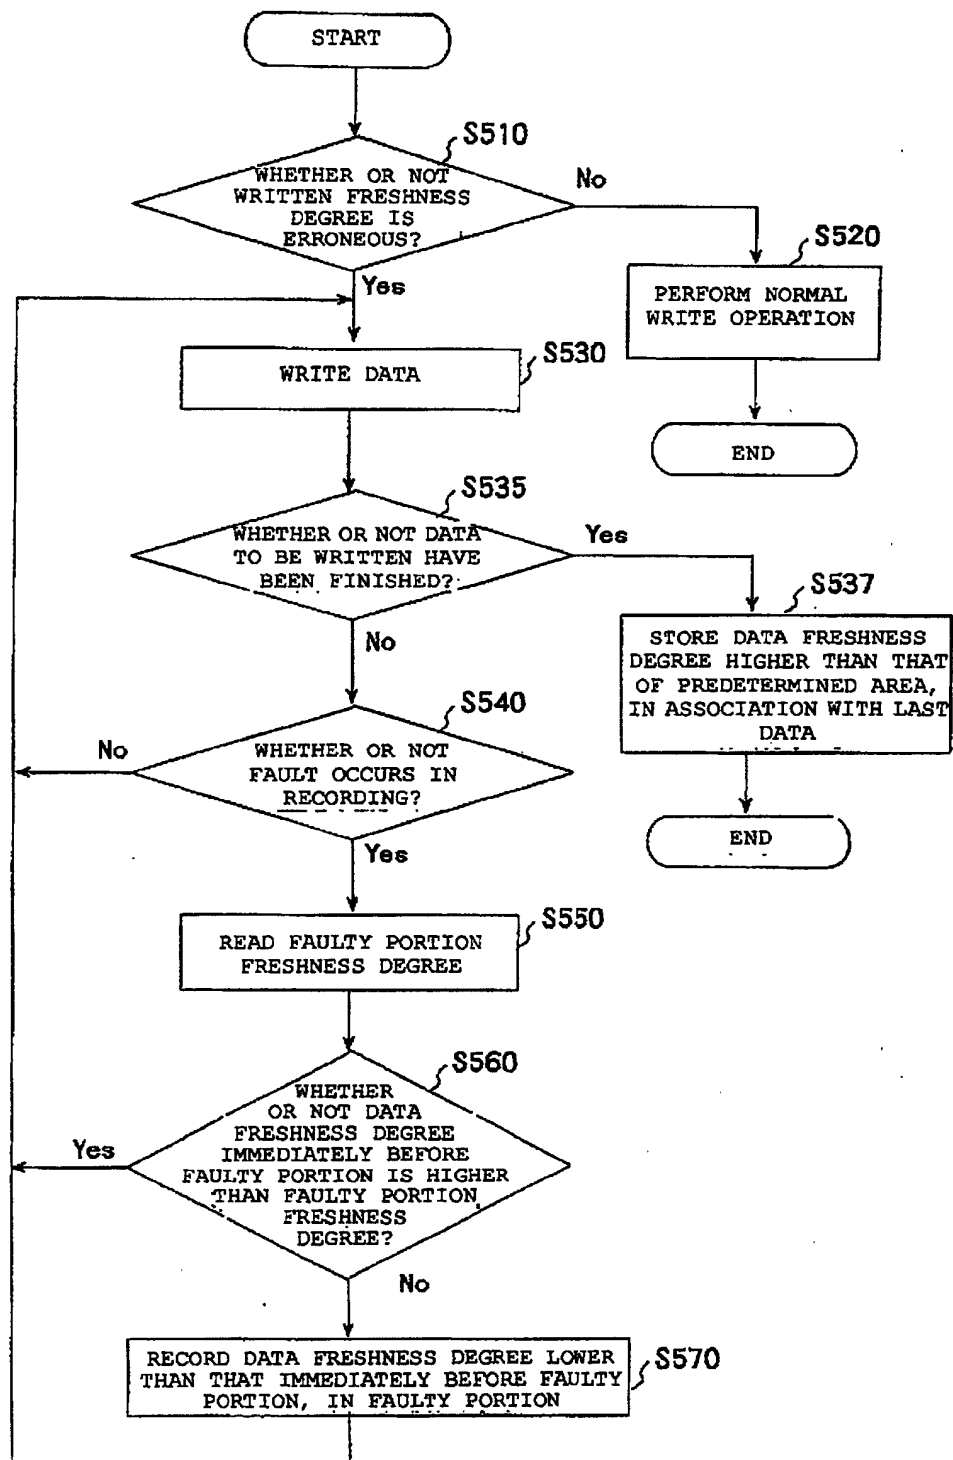 START
S510
WHETHER OR NOT
WRITTEN FRESHNESS
DEGREE IS
ERRONEOUS?
No
Yes
S520
PERFORM NORMAL
WRITE OPERATION
S530
WRITE DATA
END
S535
WHETHER OR NOT DATA
TO BE WRITTEN HAVE
BEEN FINISHED?
Yes
No
S537
STORE DATA FRESHNESS
DEGREE HIGHER THAN THAT
OF PREDETERMINED AREA,
IN ASSOCIATION WITH LAST
DATA
S540
WHETHER OR NOT
FAULT OCCURS IN
RECORDING?
No
Yes
END
S550
READ FAULTY PORTION
FRESHNESS DEGREE
S560
WHETHER
OR NOT DATA
FRESHNESS DEGREE
IMMEDIATELY BEFORE
FAULTY PORTION IS HIGHER
THAN FAULTY PORTION
FRESHNESS
DEGREE?
Yes
No
S570
RECORD DATA FRESHNESS DEGREE LOWER
THAN THAT IMMEDIATELY BEFORE FAULTY
PORTION, IN FAULTY PORTION